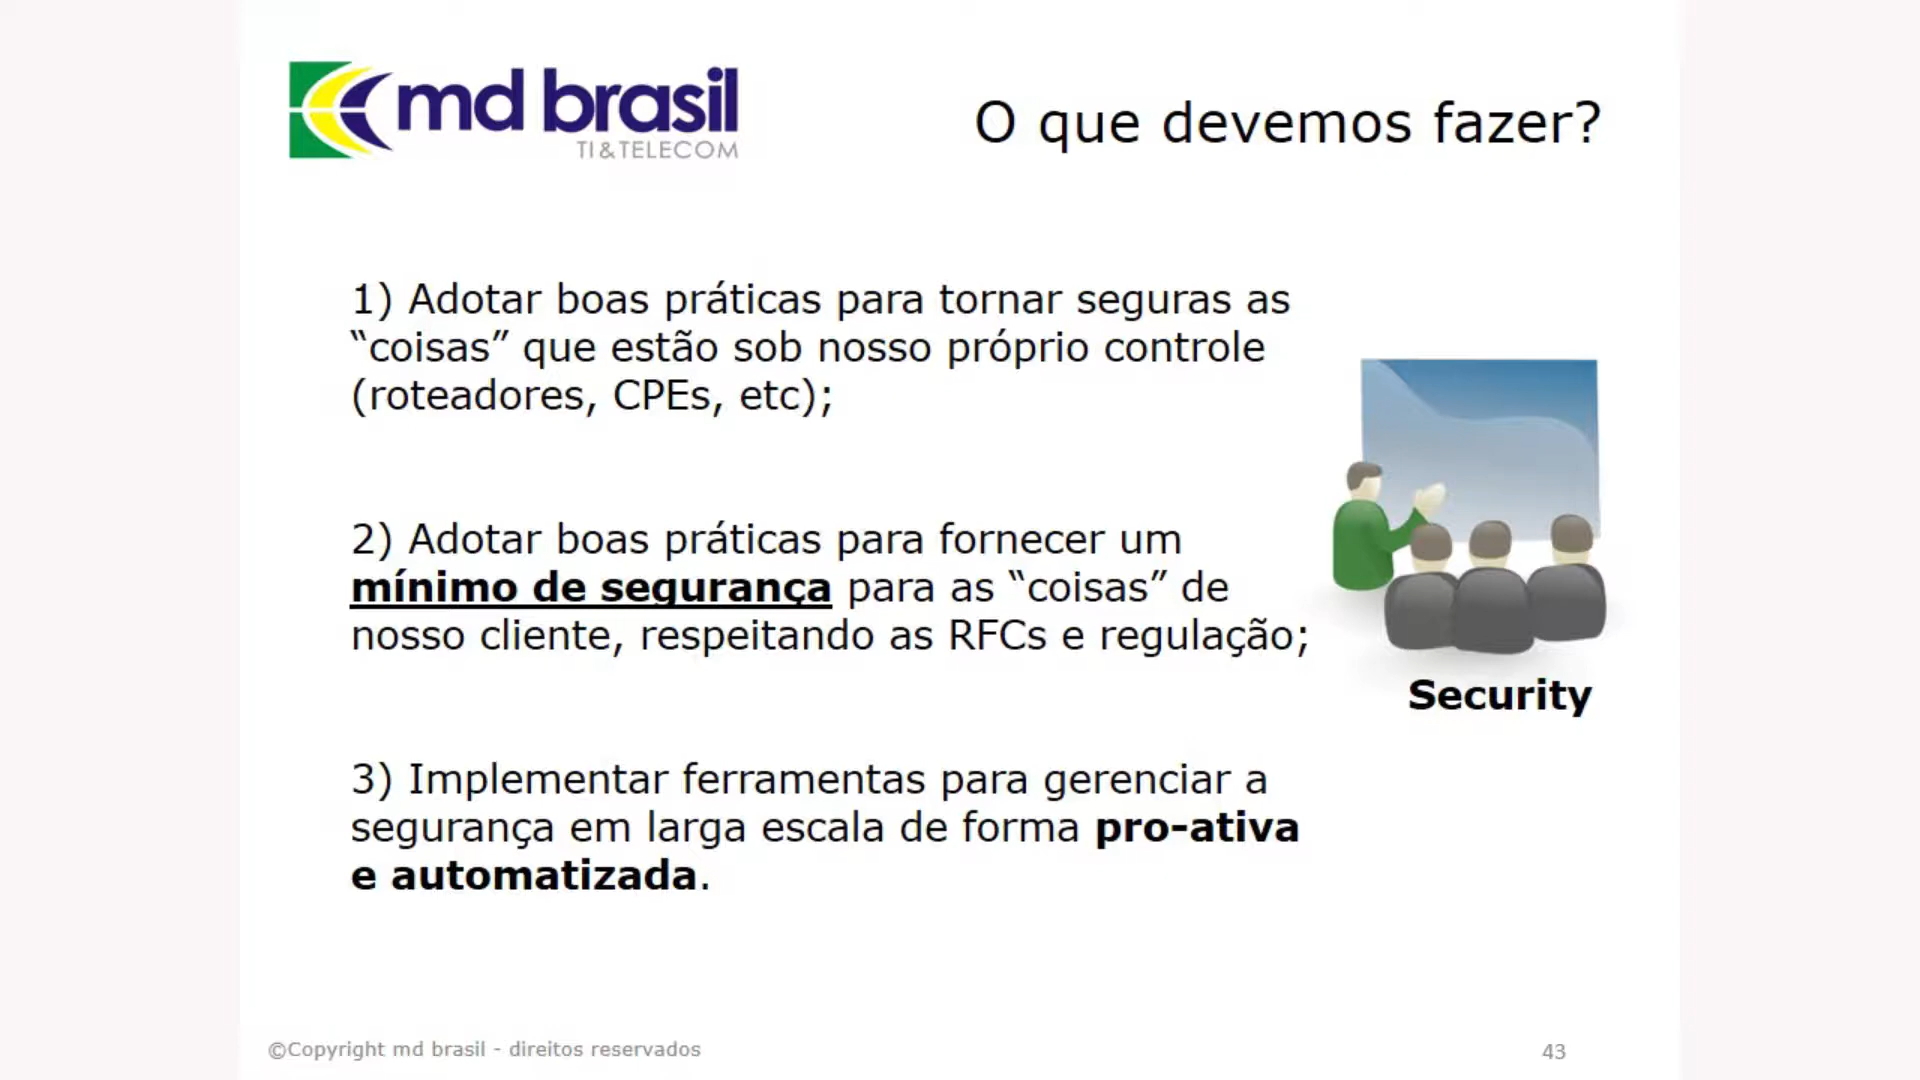 md brasil
TI & TELECOM
O que devemos fazer?
1) Adotar boas práticas para tornar seguras as
“coisas” que estão sob nosso próprio controle
(roteadores, CPEs, etc);
2) Adotar boas práticas para fornecer um
mínimo de segurança para as “coisas” de
nosso cliente, respeitando as RFCs e regulação;
Security
3) Implementar ferramentas para gerenciar a
segurança em larga escala de forma pro-ativa
e automatizada.
©Copyright md brasil - direitos reservados
43